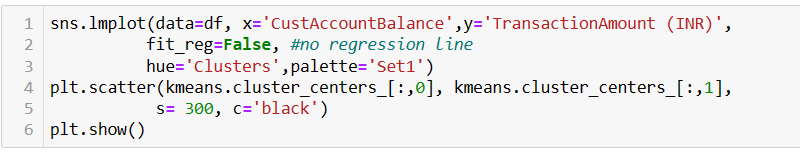 1 sns.lmplot(data=df, x='CustAccountBalance',y='TransactionAmount (INR)',
2 fit_reg=False, #no regression line
3 hue='Clusters',palette='Set1')
4 plt.scatter(kmeans.cluster_centers_[:,0], kmeans.cluster_centers_[:,1],
5 s= 300, c='black')
6 plt.show()